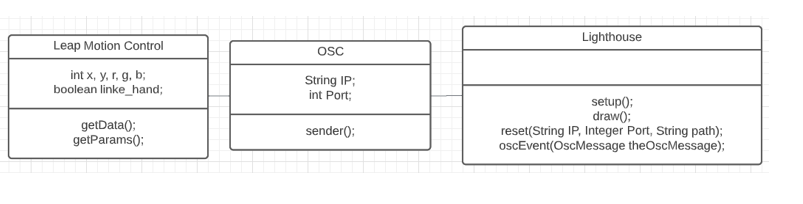 Leap Motion Control
int x, y, r, g, b;
boolean linke_hand;
getData();
getParams();
OSC
String IP;
int Port;
sender();
Lighthouse
setup();
draw();
reset(String IP, Integer Port, String path);
oscEvent(OscMessage theOscMessage);